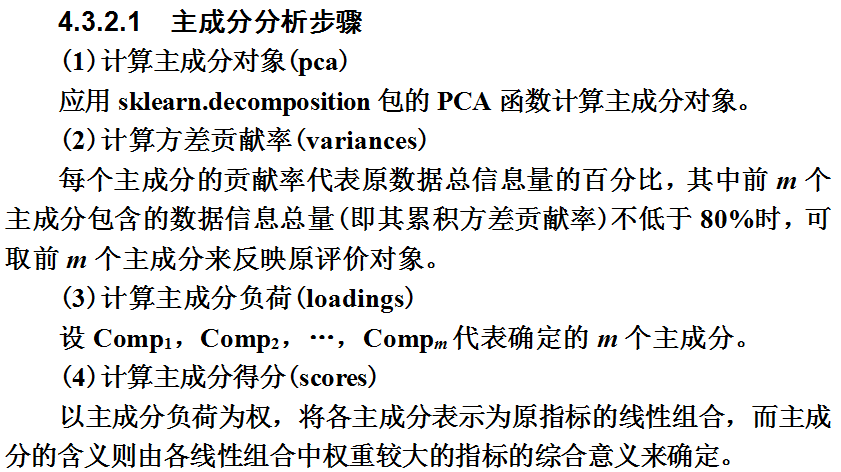 4.3.2.1 主成分分析步骤
(1)计算主成分对象(pca)
应用 sklearn.decomposition 包的 PCA 函数计算主成分对象。
(2)计算方差贡献率(variances)
每个主成分的贡献率代表原数据总信息量的百分比，其中前 m 个
主成分包含的数据信息总量(即其累积方差贡献率)不低于 80%时，可
取前 m 个主成分来反映原评价对象。
(3)计算主成分负荷(loadings)
设 Comp₁，Comp₂，…，Compₘ 代表确定的 m 个主成分。
(4)计算主成分得分(scores)
以主成分负荷为权，将各主成分表示为原指标的线性组合，而主成
分的含义则由各线性组合中权重较大的指标的综合意义来确定。